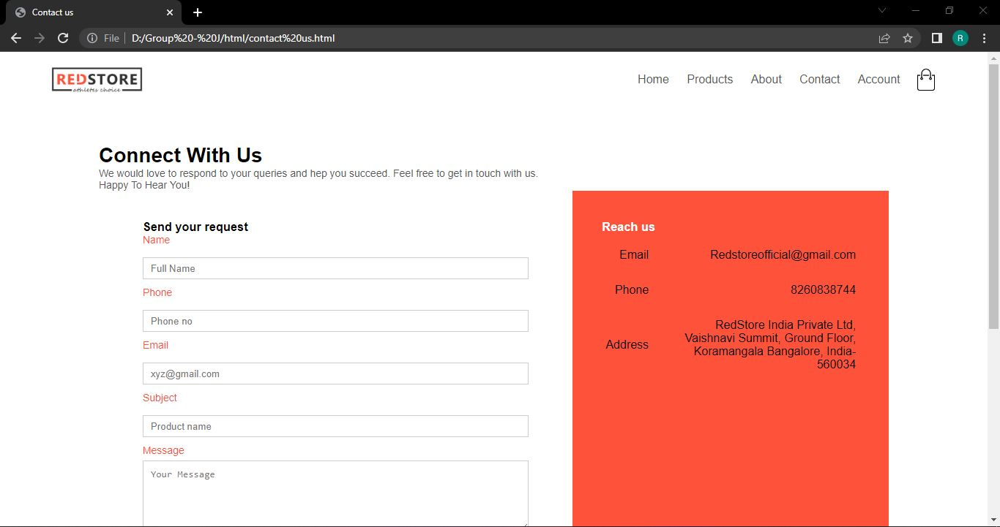 Contact us
File
D:/Group%20-%20J/html/contact%20us.html
R
REDSTORE
athletes choice
Home Products About Contact Account
Connect With Us
We would love to respond to your queries and hep you succeed. Feel free to get in touch with us.
Happy To Hear You!
Send your request
Name
Full Name
Phone
Phone no
Email
xyz@gmail.com
Subject
Product name
Message
Your Message
Reach us
Email Redstoreofficial@gmail.com
Phone 8260838744
Address
RedStore India Private Ltd,
Vaishnavi Summit, Ground Floor,
Koramangala Bangalore, India-
560034